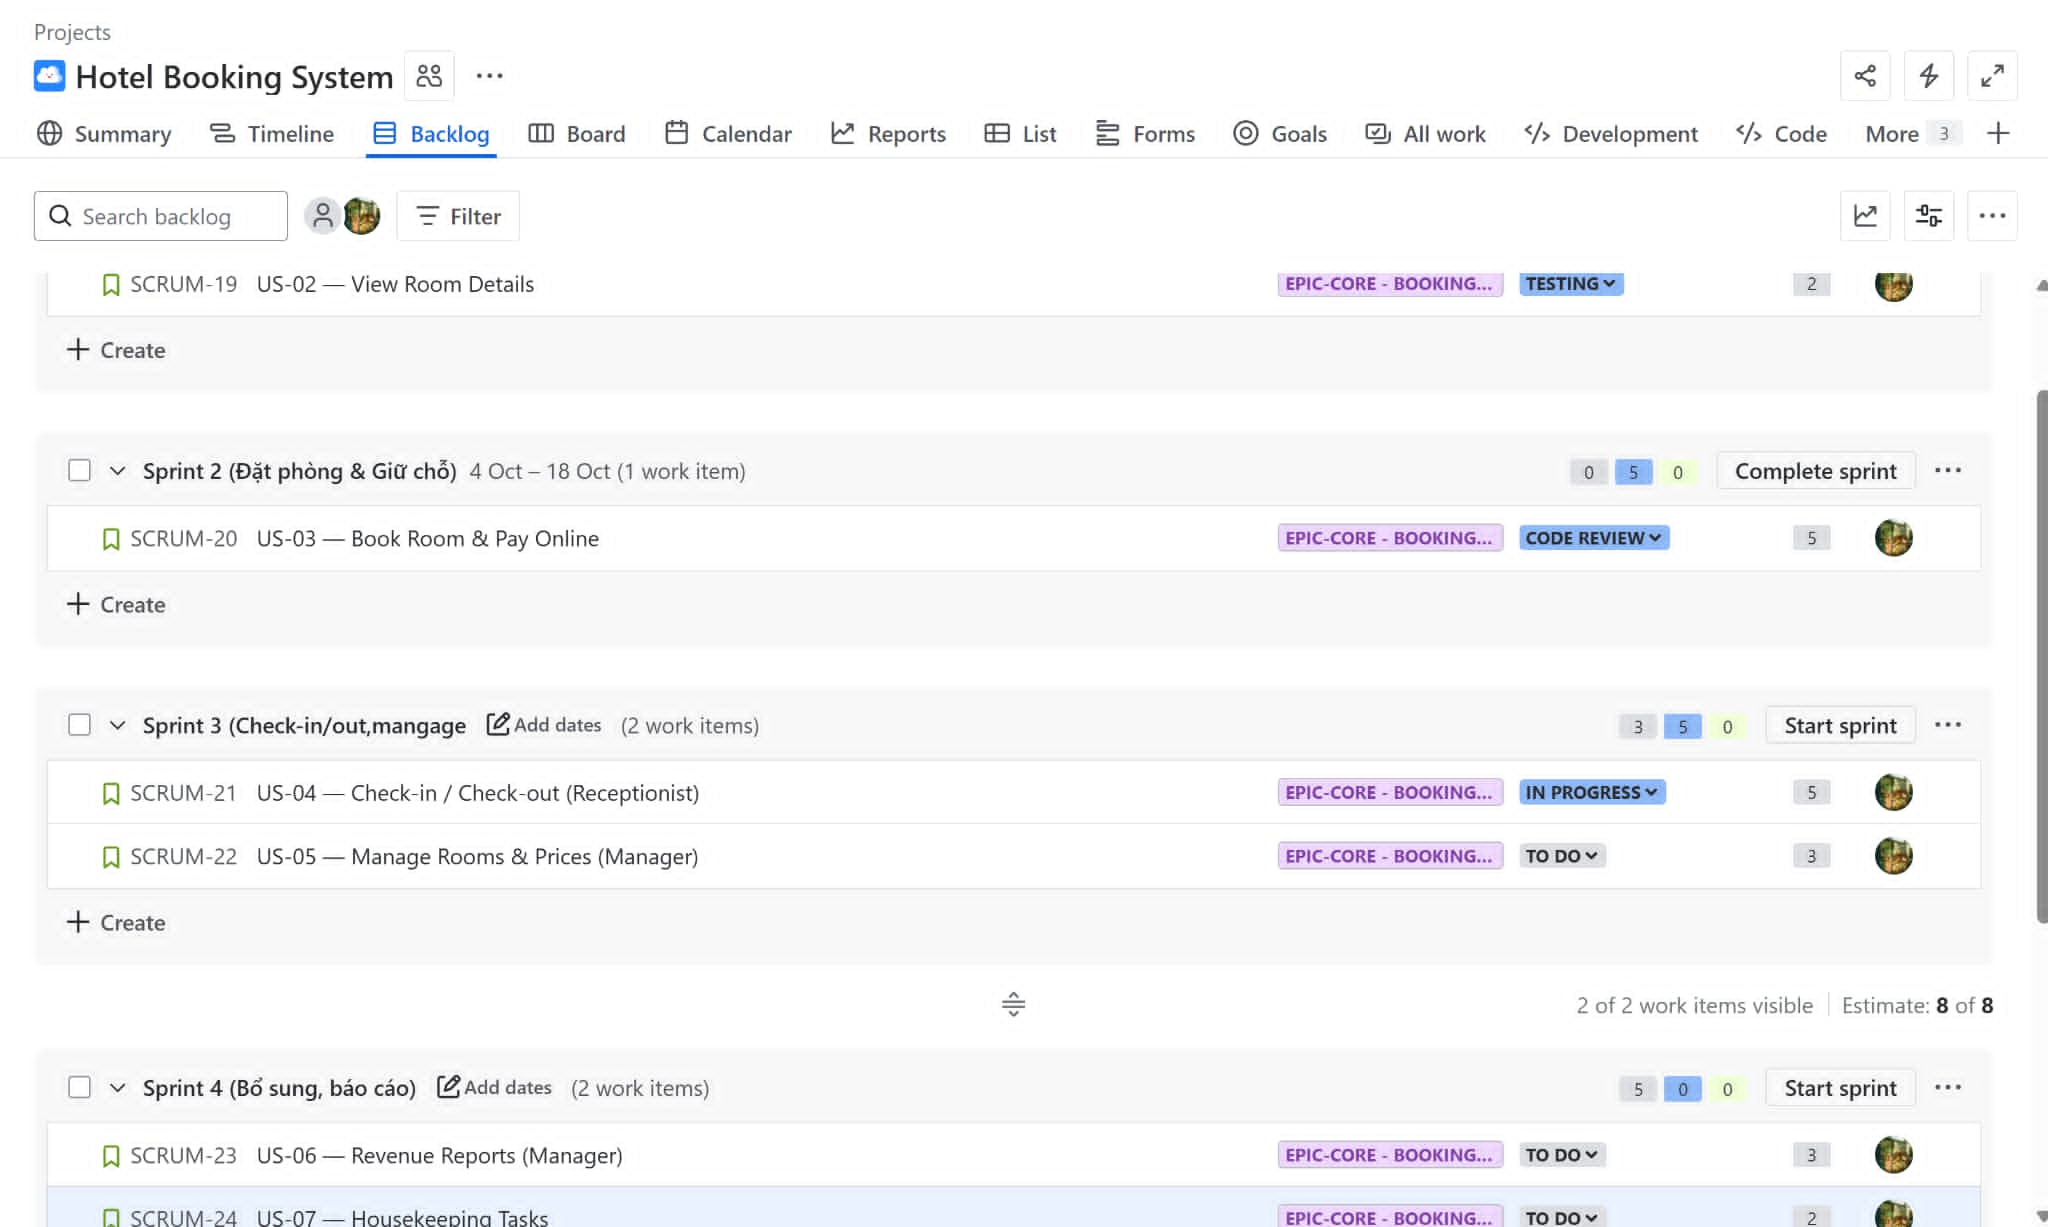 Projects
Hotel Booking System
Summary Timeline Backlog Board Calendar Reports List Forms Goals All work Development Code More 3
Search backlog Filter
SCRUM-19 US-02 — View Room Details EPIC-CORE - BOOKING... TESTING 2
Create
Sprint 2 (Đặt phòng & Giữ chỗ) 4 Oct – 18 Oct (1 work item) 0 5 0 Complete sprint
SCRUM-20 US-03 — Book Room & Pay Online EPIC-CORE - BOOKING... CODE REVIEW 5
Create
Sprint 3 (Check-in/out,mangage Add dates (2 work items) 3 5 0 Start sprint
SCRUM-21 US-04 — Check-in / Check-out (Receptionist) EPIC-CORE - BOOKING... IN PROGRESS 5
SCRUM-22 US-05 — Manage Rooms & Prices (Manager) EPIC-CORE - BOOKING... TO DO 3
Create
2 of 2 work items visible Estimate: 8 of 8
Sprint 4 (Bổ sung, báo cáo) Add dates (2 work items) 5 0 0 Start sprint
SCRUM-23 US-06 — Revenue Reports (Manager) EPIC-CORE - BOOKING... TO DO 3
SCRUM-24 US-07 — Housekeeping Tasks EPIC-CORE - BOOKING... TO DO 2